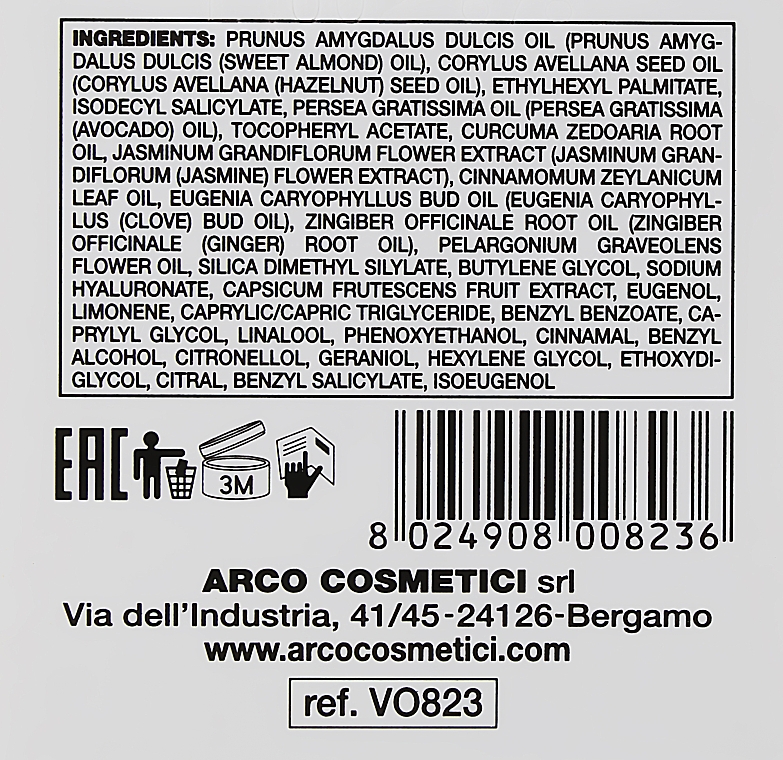 INGREDIENTS: PRUNUS AMYGDALUS DULCIS OIL (PRUNUS AMYG-
DALUS DULCIS (SWEET ALMOND) OIL), CORYLUS AVELLANA SEED OIL
(CORYLUS AVELLANA (HAZELNUT) SEED OIL), ETHYLHEXYL PALMITATE,
ISODECYL SALICYLATE, PERSEA GRATISSIMA OIL (PERSEA GRATISSIMA
(AVOCADO) OIL), TOCOPHERYL ACETATE, CURCUMA ZEDOARIA ROOT
OIL, JASMINUM GRANDIFLORUM FLOWER EXTRACT (JASMINUM GRAN-
DIFLORUM (JASMINE) FLOWER EXTRACT), CINNAMOMUM ZEYLANICUM
LEAF OIL, EUGENIA CARYOPHYLLUS BUD OIL (EUGENIA CARYOPHYL-
LUS (CLOVE) BUD OIL), ZINGIBER OFFICINALE ROOT OIL (ZINGIBER
OFFICINALE (GINGER) ROOT OIL), PELARGONIUM GRAVEOLENS
FLOWER OIL, SILICA DIMETHYL SILYLATE, BUTYLENE GLYCOL, SODIUM
HYALURONATE, CAPSICUM FRUTESCENS FRUIT EXTRACT, EUGENOL,
LIMONENE, CAPRYLIC/CAPRIC TRIGLYCERIDE, BENZYL BENZOATE, CA-
PRYLYL GLYCOL, LINALOOL, PHENOXYETHANOL, CINNAMAL, BENZYL
ALCOHOL, CITRONELLOL, GERANIOL, HEXYLENE GLYCOL, ETHOXYDI-
GLYCOL, CITRAL, BENZYL SALICYLATE, ISOEUGENOL
EAC
3M
8 024908 008236
ARCO COSMETICI srl
Via dell'Industria, 41/45-24126-Bergamo
www.arcocosmetici.com
ref. VO823